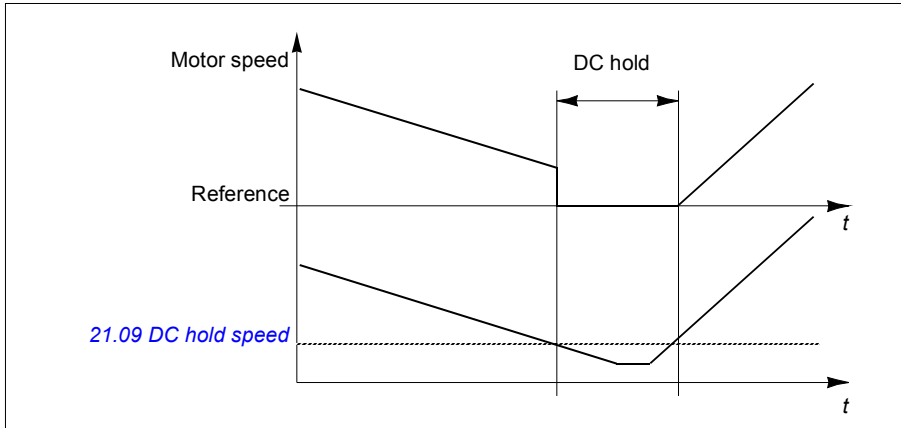 Motor speed
DC hold
Reference
t
21.09 DC hold speed
t